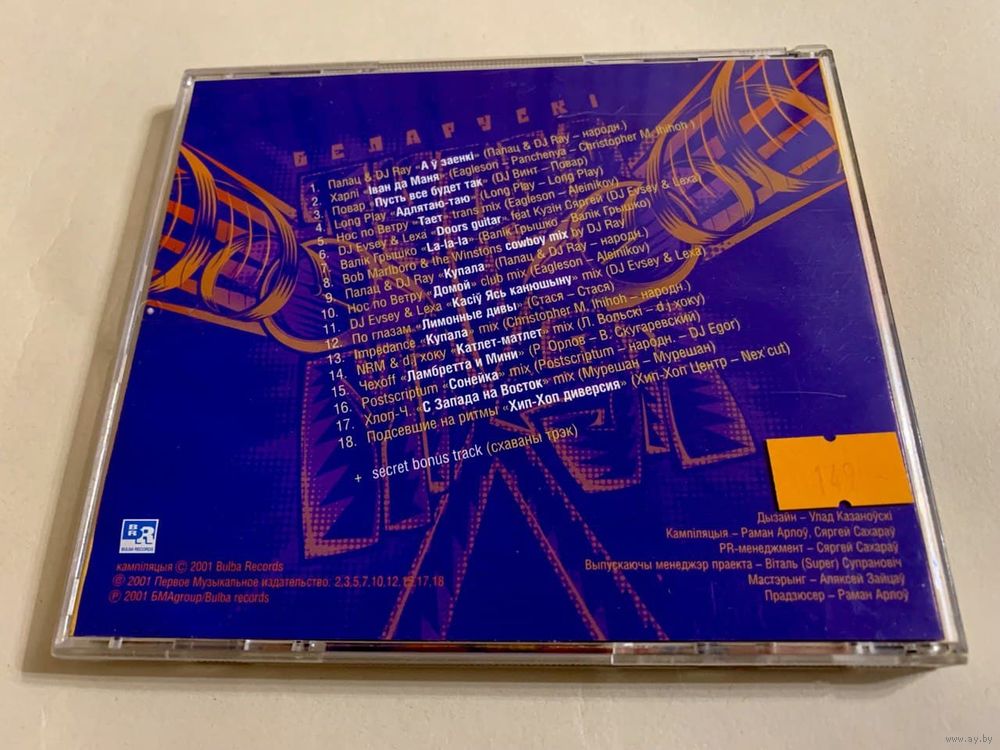 БЕЛАРУСКІ
1. Палац & DJ Ray «А ў заенкі» (Палац & DJ Ray – народн.)
2. Харлі «Іван да Маня» (Eagleson – Panchenya – Christopher M. Ihihoh)
3. Повар «Пусть все будет так» (DJ Винт – Повар)
4. Long Play «Адлятаю-таю» (Long Play – Long Play)
5. Нос по Ветру «Тает» trans mix (Eagleson – Aleinikov)
6. DJ Evsey & Lexa «Doors guitar» feat Кузін Сяргей (DJ Evsey & Lexa)
7. Валік Грышко «La-la-la» (Валік Грышко – Валік Грышко)
8. Bob Marlboro & the Winstons cowboy mix by DJ Ray
9. Палац & DJ Ray «Купала» (Палац & DJ Ray – народн.)
10. Нос по Ветру «Домой» club mix (Eagleson – Aleinikov)
11. DJ Evsey & Lexa «Касіў Ясь канюшыну» mix (DJ Evsey & Lexa)
12. По глазам «Лимонные дивы» (Стася – Стася)
13. Impedance «Купала» mix (Christopher M. Ihihoh – народн.)
14. NRM & dj хоку «Катлет-матлет» mix (Л. Вольскі – d.j.хоку)
15. Чехoff «Ламбретта и Мини» (Р. Орлов – В. Скугаревский)
16. Postscriptum «Сонейка» mix (Postscriptum – народн. – DJ Egor)
17. Хлоп-Ч. «С Запада на Восток» mix (Мурешан – Мурешан)
18. Подсевшие на ритмы «Хип-Хоп диверсия» (Хип-Хоп Центр – Nex'cut)
+ secret bonus track (схаваны трэк)
149
BR
BULBA RECORDS
Дызайн – Улад Казаноўскі
Кампіляцыя – Раман Арлоў, Сяргей Сахараў
PR-менеджмент – Сяргей Сахараў
Выпускаючы менеджэр праекта – Віталь (Super) Супрановіч
Мастэрынг – Аляксей Зайцаў
Прадзюсер – Раман Арлоў
кампіляцыя © 2001 Bulba Records
© 2001 Первое Музыкальное издательство: 2,3,5,7,10,12,15,17,18
℗ 2001 БМАgroup/Bulba records
www.ay.by